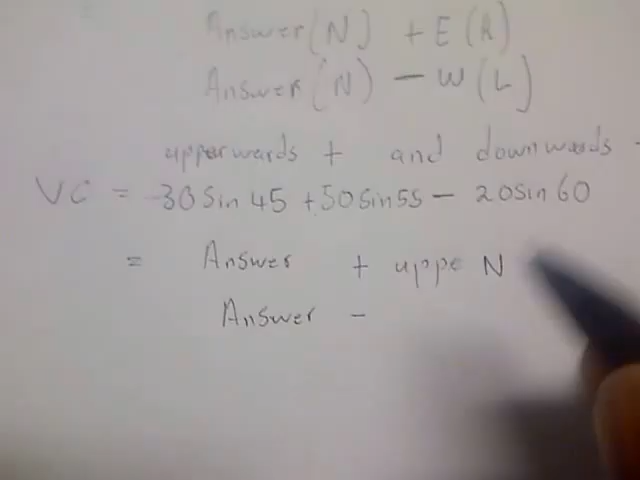 Answer (N) + E (R)
Answer (N) - W (L)
upperwards + and downwards -
VC = 30 Sin 45 + 50 Sin 55 - 20 Sin 60
= Answer + uppe N
Answer -